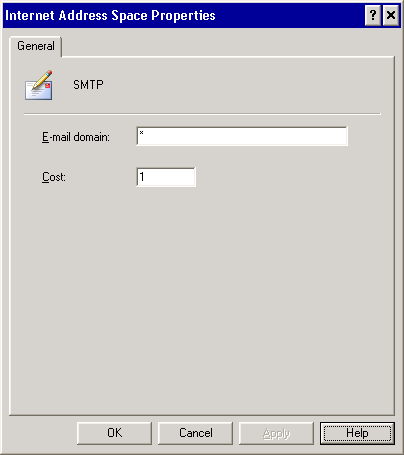 Internet Address Space Properties
General
SMTP
E-mail domain: *
Cost: 1
OK Cancel Apply Help